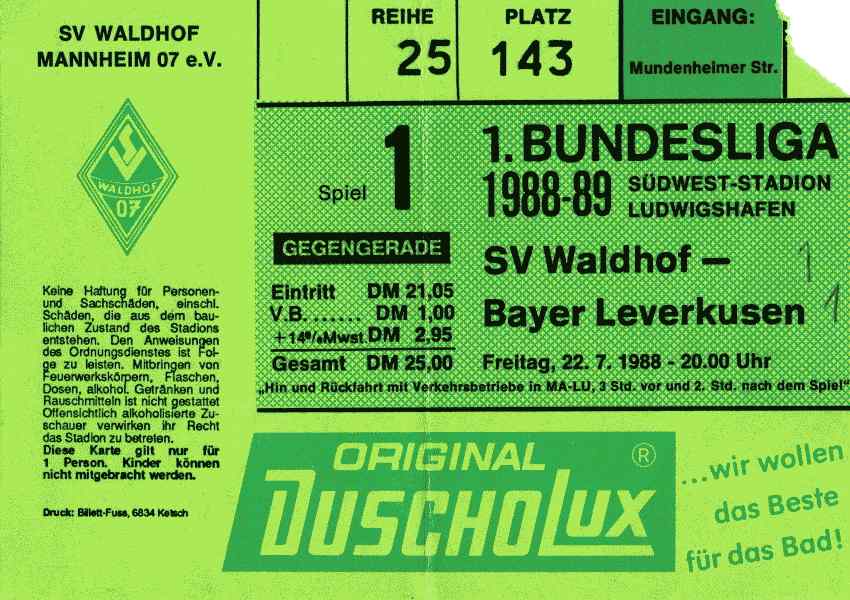 SV WALDHOF
MANNHEIM 07 e.V.
WALDHOF
07
Keine Haftung für Personen-
und Sachschäden, einschl.
Schäden, die aus dem bau-
lichen Zustand des Stadions
entstehen. Den Anweisungen
des Ordnungsdienstes ist Fol-
ge zu leisten. Mitbringen von
Feuerwerkskörpern, Flaschen,
Dosen, alkohol. Getränken und
Rauschmitteln ist nicht gestattet
Offensichtlich alkoholisierte Zu-
schauer verwirken ihr Recht
das Stadion zu betreten.
Diese Karte gilt nur für
1 Person. Kinder können
nicht mitgebracht werden.
Druck: Billett-Fuss, 6834 Ketsch
REIHE
25
PLATZ
143
EINGANG:
Mundenheimer Str.
Spiel 1
GEGENGERADE
Eintritt DM 21,05
V.B. ....... DM 1,00
+14%Mwst DM 2,95
Gesamt DM 25,00
1. BUNDESLIGA
1988-89 SÜDWEST-STADION
LUDWIGSHAFEN
SV Waldhof – 1
Bayer Leverkusen 1
Freitag, 22. 7. 1988 - 20.00 Uhr
„Hin und Rückfahrt mit Verkehrsbetriebe in MA-LU, 3 Std. vor und 2. Std. nach dem Spiel"
ORIGINAL ®
DUSCHOLUX
...wir wollen
das Beste
für das Bad!